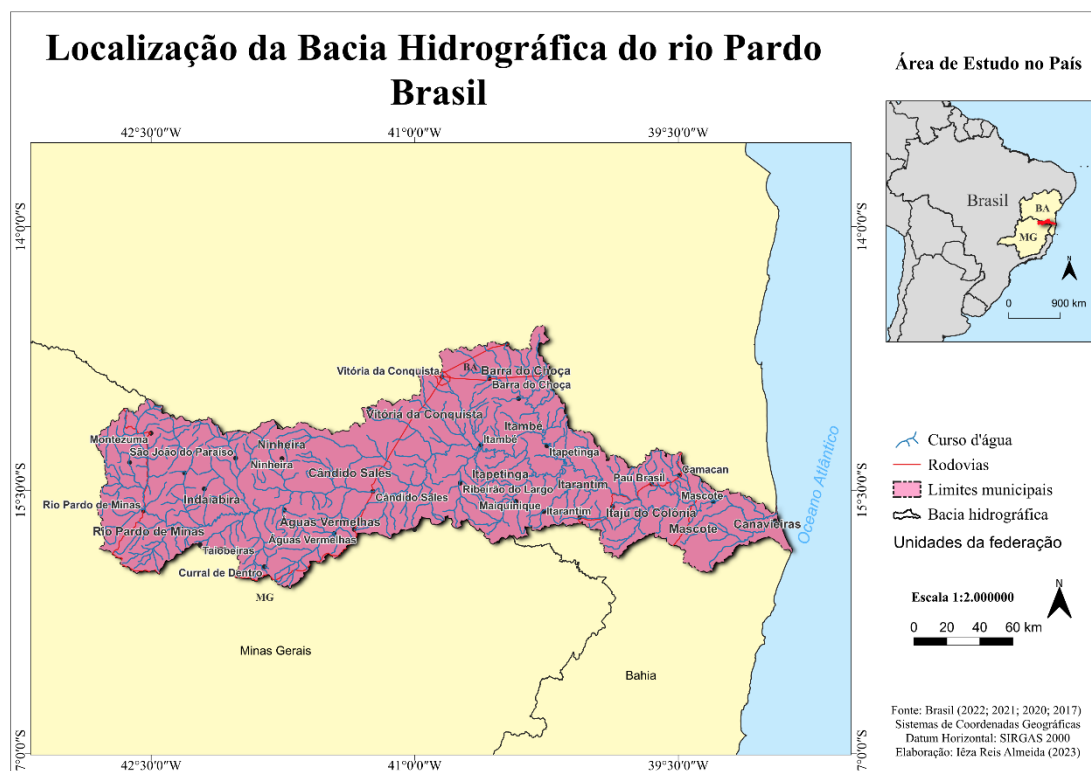 Localização da Bacia Hidrográfica do rio Pardo
Brasil
Área de Estudo no País
42°30'0"W
41°0'0"W
39°30'0"W
14°0'0"S
14°0'0"S
Brasil
BA
MG
N
0 900 km
Vitória da Conquista
BA
Barra do Choça
Barra do Choça
Vitória da Conquista
Itambé
Itambé
Itapetinga
Montezuma
São João do Paraíso
Ninheira
Ninheira
Cândido Sales
Cândido Sales
Itapetinga
Ribeirão do Largo
Maiquinique
Itarantim
Itarantim
Pau Brasil
Camacan
Mascote
Mascote
Itaju do Colônia
Canavieiras
Indaiabira
Rio Pardo de Minas
Rio Pardo de Minas
Águas Vermelhas
Águas Vermelhas
Taiobeiras
Curral de Dentro
MG
Minas Gerais
Bahia
Oceano Atlântico
15°30'0"S
15°30'0"S
Curso d'água
Rodovias
Limites municipais
Bacia hidrográfica
Unidades da federação
Escala 1:2.000000
N
0 20 40 60 km
7°0'0"S
7°0'0"S
42°30'0"W
41°0'0"W
39°30'0"W
Fonte: Brasil (2022; 2021; 2020; 2017)
Sistemas de Coordenadas Geográficas
Datum Horizontal: SIRGAS 2000
Elaboração: Iêza Reis Almeida (2023)